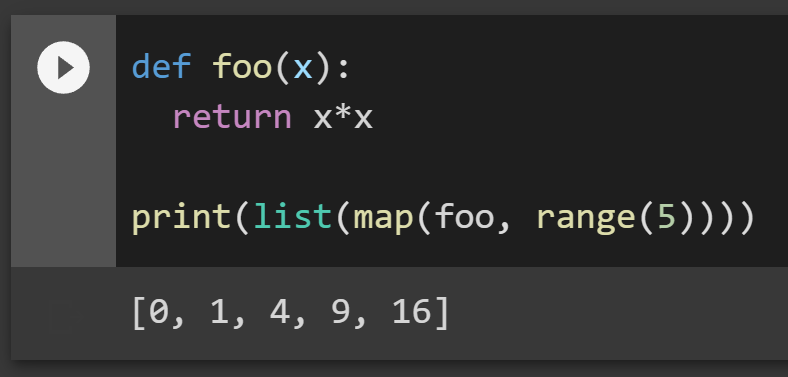 def foo(x):
  return x*x
print(list(map(foo, range(5))))
[0, 1, 4, 9, 16]